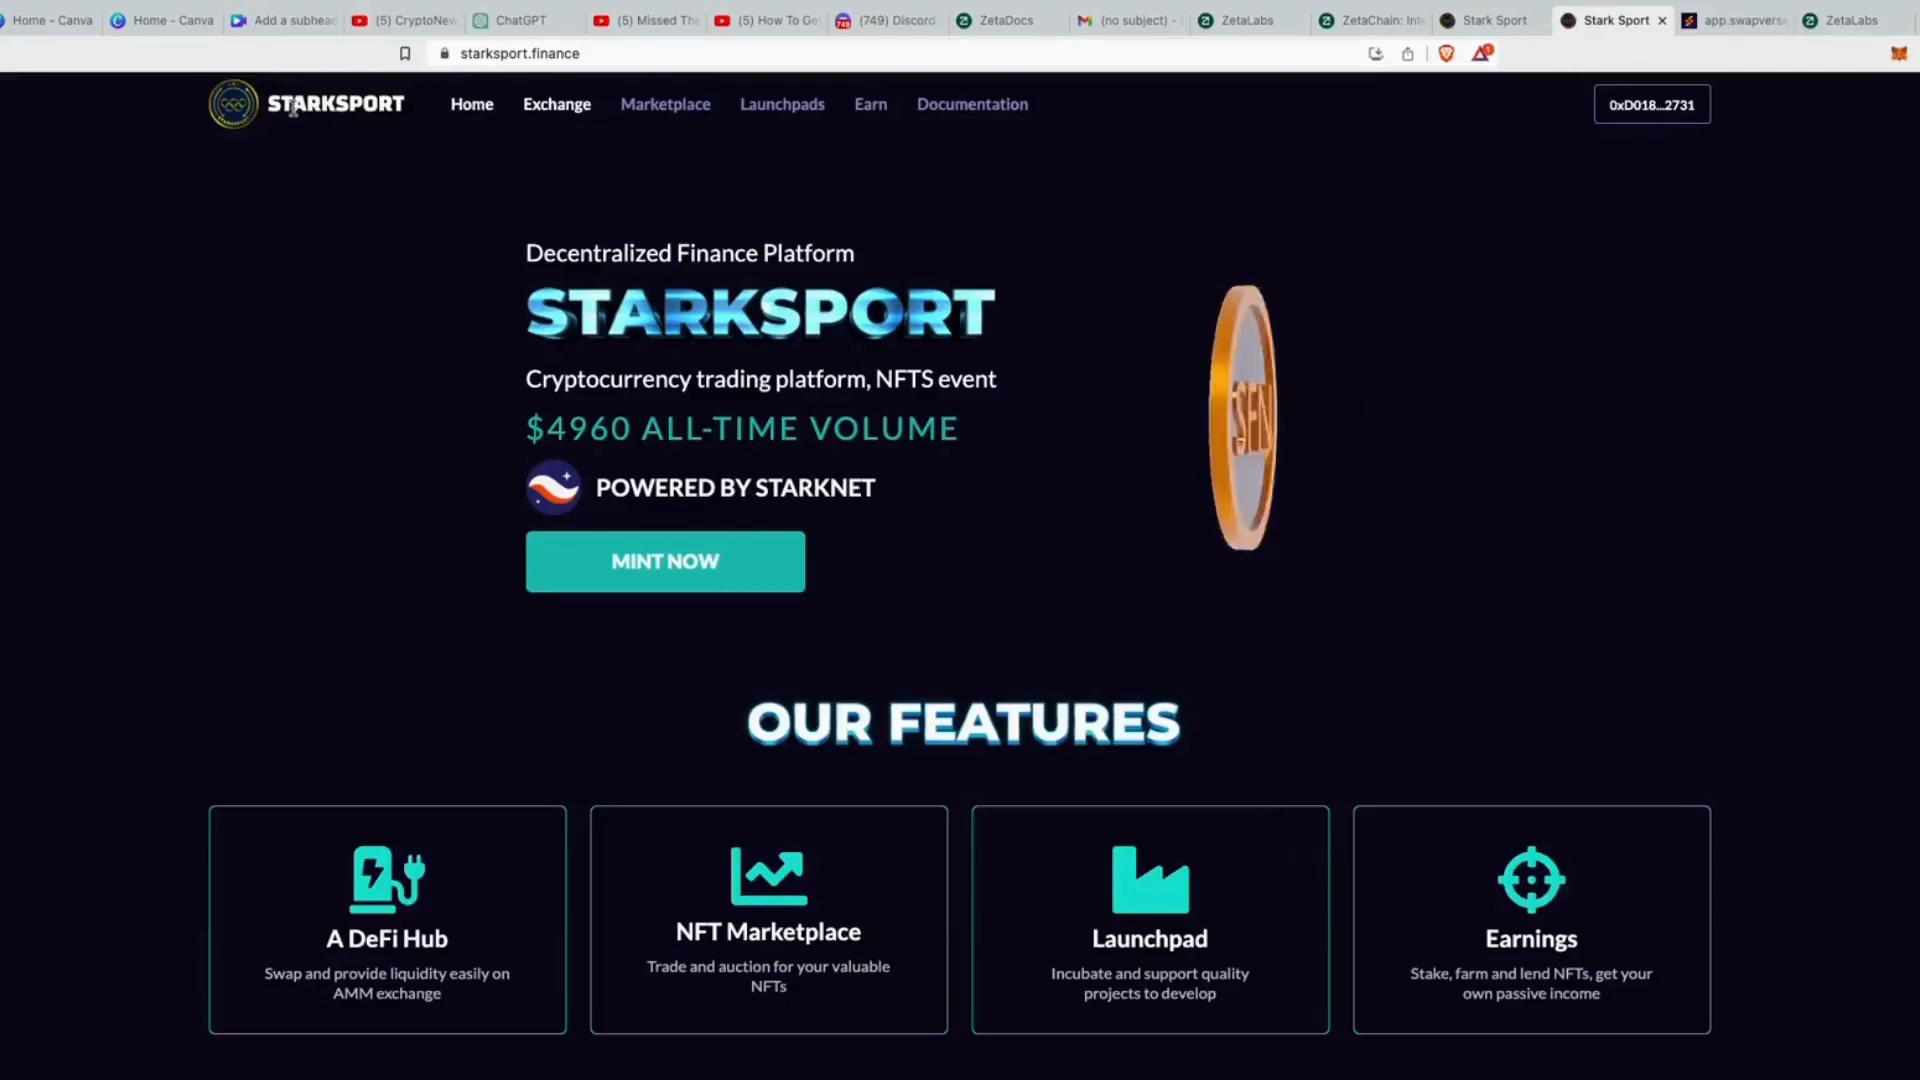 Home - Canva
Home - Canva
Add a subhead
(5) CryptoNew
ChatGPT
(5) Missed The
(5) How To Get
(749) Discord
ZetaDocs
(no subject) -
ZetaLabs
ZetaChain: Inte
Stark Sport
Stark Sport
app.swapverse
ZetaLabs
starksport.finance
1
STARKSPORT
Home
Exchange
Marketplace
Launchpads
Earn
Documentation
0xD018...2731
Decentralized Finance Platform
STARKSPORT
Cryptocurrency trading platform, NFTS event
$4960 ALL-TIME VOLUME
POWERED BY STARKNET
MINT NOW
SFN
OUR FEATURES
A DeFi Hub
Swap and provide liquidity easily on
AMM exchange
NFT Marketplace
Trade and auction for your valuable
NFTs
Launchpad
Incubate and support quality
projects to develop
Earnings
Stake, farm and lend NFTs, get your
own passive income